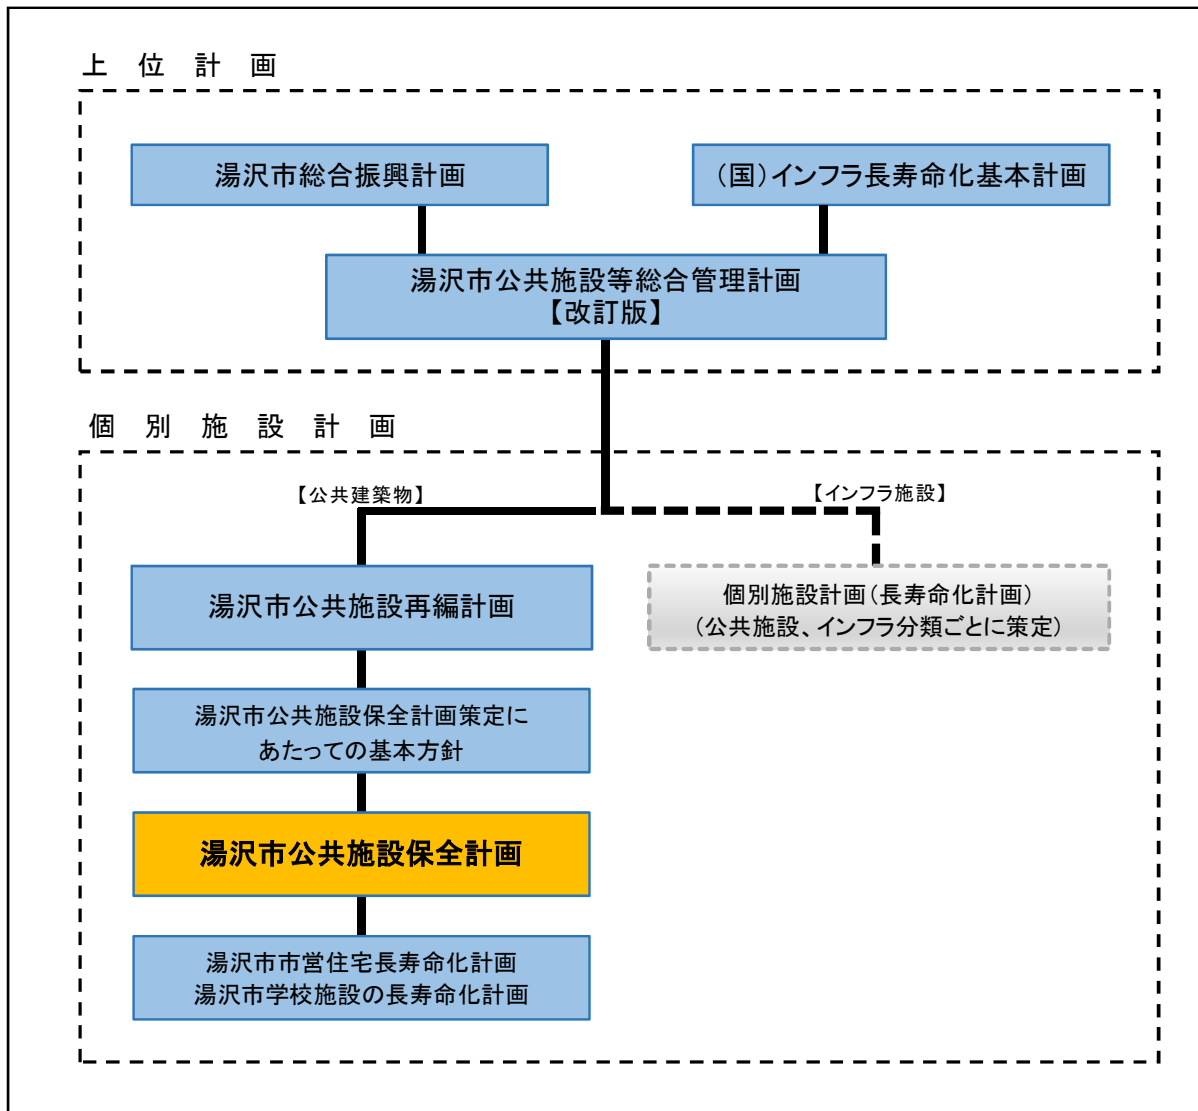 上位計画
湯沢市総合振興計画
（国）インフラ長寿命化基本計画
湯沢市公共施設等総合管理計画
【改訂版】
個別施設計画
【公共建築物】
【インフラ施設】
湯沢市公共施設再編計画
個別施設計画（長寿命化計画）
（公共施設、インフラ分類ごとに策定）
湯沢市公共施設保全計画策定に
あたっての基本方針
湯沢市公共施設保全計画
湯沢市市営住宅長寿命化計画
湯沢市学校施設の長寿命化計画